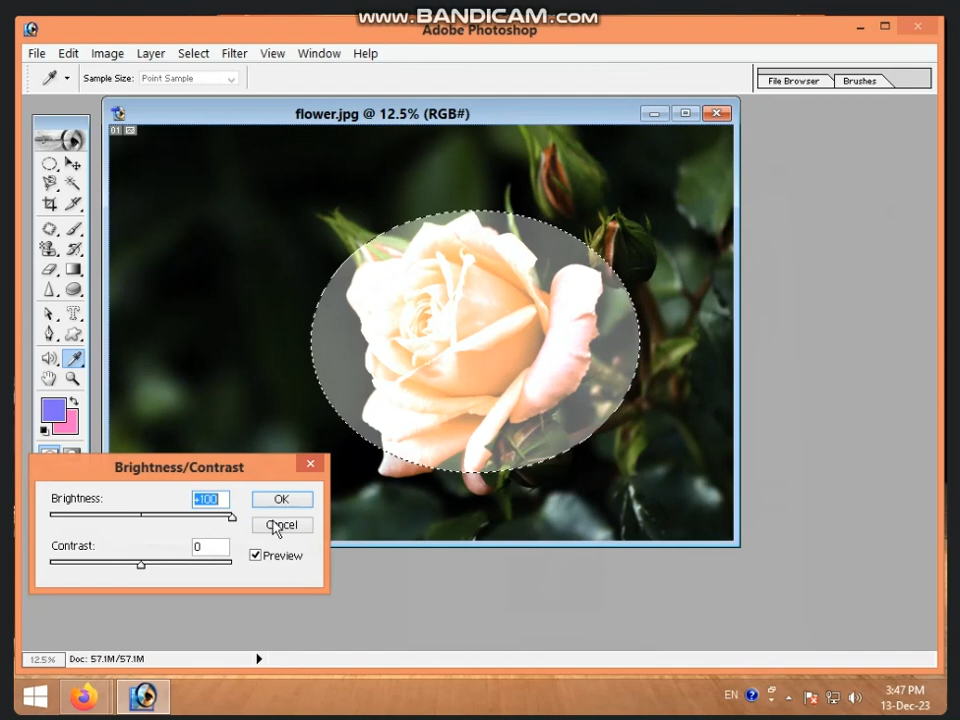 www.BANDICAM.com
Adobe Photoshop
File Edit Image Layer Select Filter View Window Help
Sample Size: Point Sample
File Browser Brushes
flower.jpg @ 12.5% (RGB#)
01
Brightness/Contrast
Brightness: +100 OK
Cancel
Contrast: 0
Preview
12.5% Doc: 57.1M/57.1M
EN 3:47 PM
13-Dec-23